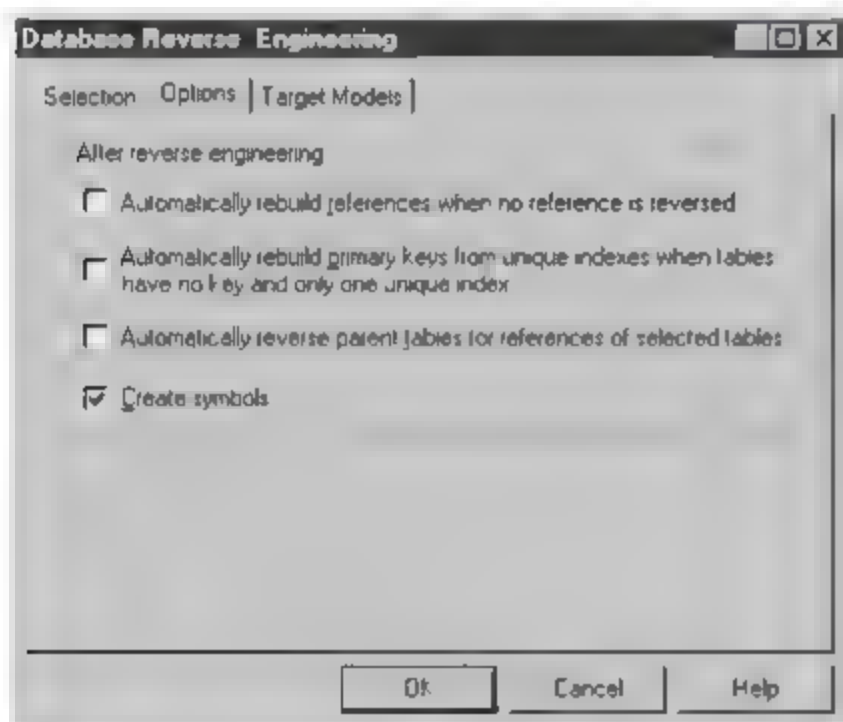 Database Reverse Engineering
Selection Options Target Models
After reverse engineering
Automatically rebuild references when no reference is reversed
Automatically rebuild primary keys from unique indexes when tables
have no key and only one unique index
Automatically reverse parent tables for references of selected tables
Create symbols
OK Cancel Help